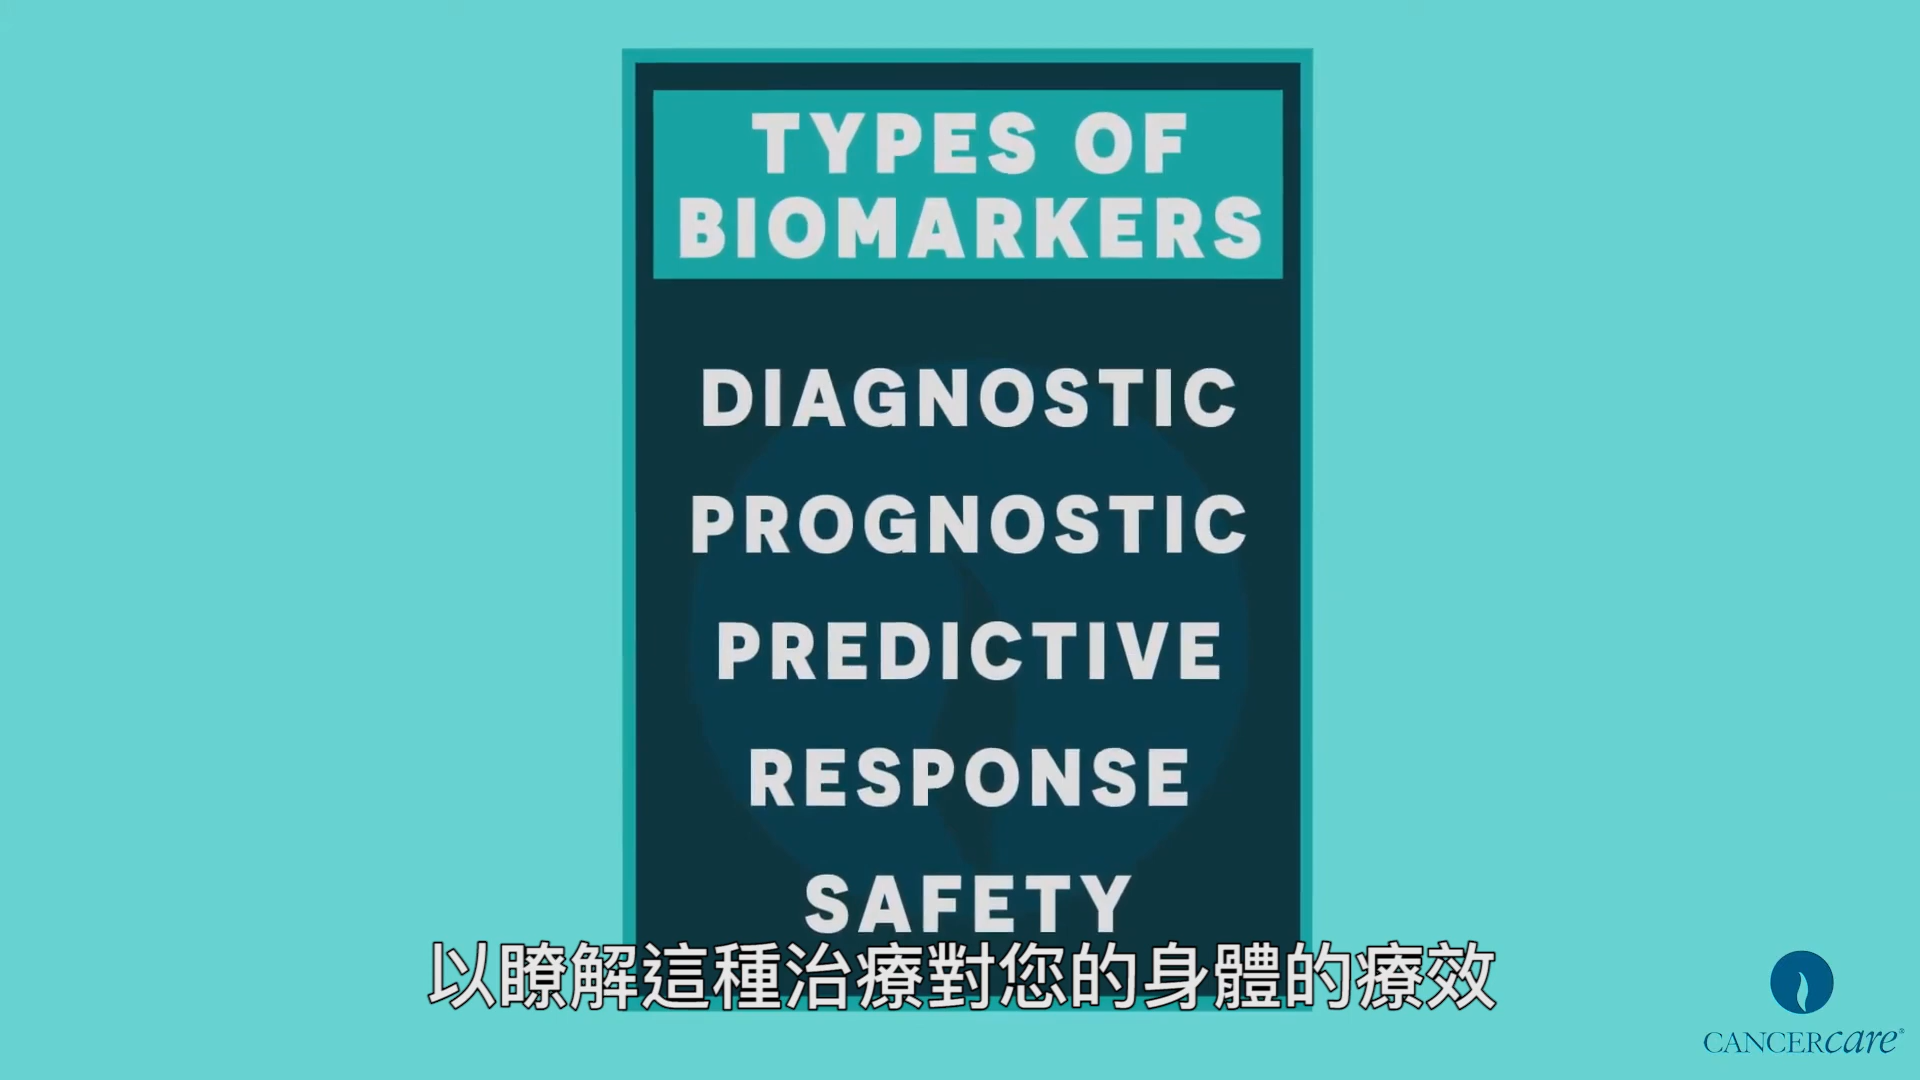 TYPES OF
BIOMARKERS
DIAGNOSTIC
PROGNOSTIC
PREDICTIVE
RESPONSE
SAFETY
以瞭解這種治療對您的身體的療效
CANCERcare®